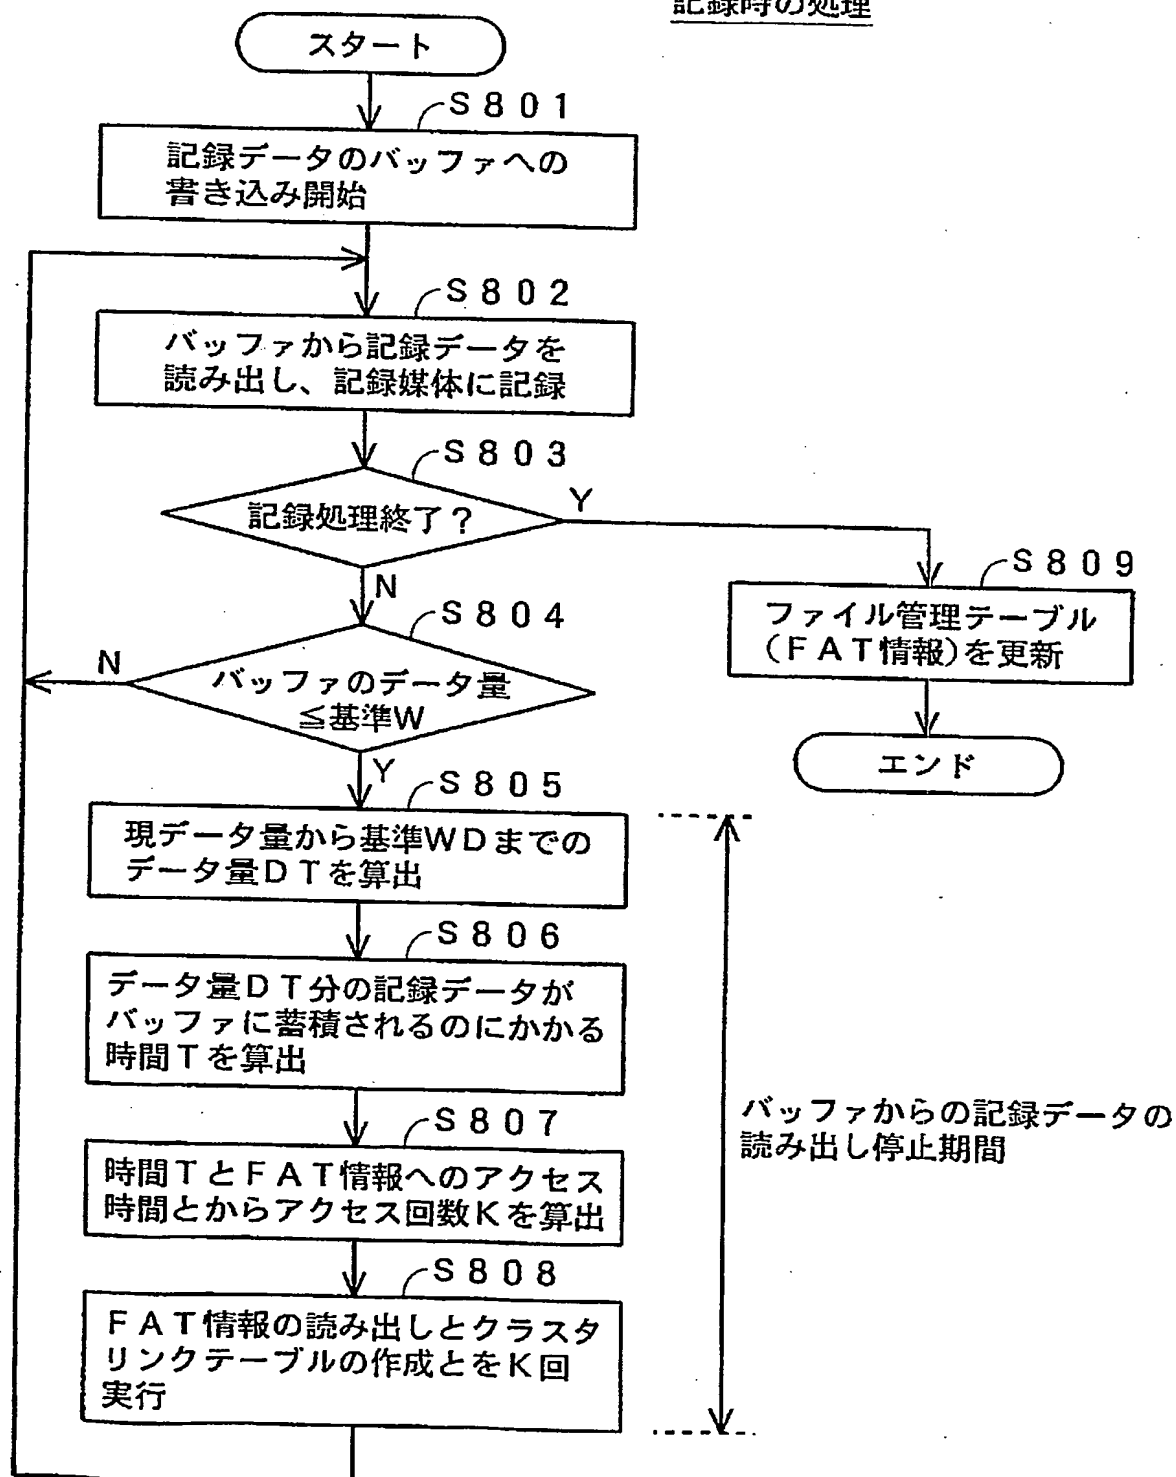 記録時の処理
スタート
S801
記録データのバッファへの
書き込み開始
S802
バッファから記録データを
読み出し、記録媒体に記録
S803
記録処理終了？
Y
N
S809
ファイル管理テーブル
(FAT情報)を更新
エンド
S804
バッファのデータ量
≦基準W
N
Y
S805
現データ量から基準WDまでの
データ量DTを算出
S806
データ量DT分の記録データが
バッファに蓄積されるのにかかる
時間Tを算出
S807
時間TとFAT情報へのアクセス
時間とからアクセス回数Kを算出
S808
FAT情報の読み出しとクラスタ
リンクテーブルの作成とをK回
実行
バッファからの記録データの
読み出し停止期間